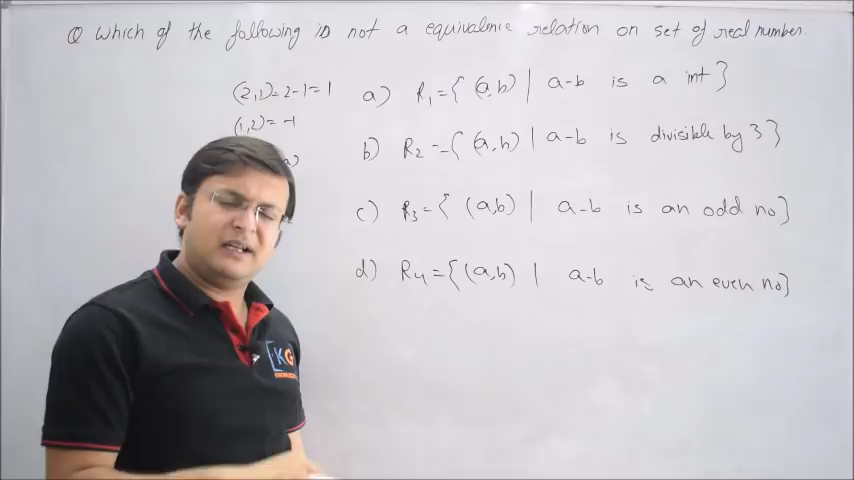 Q Which of the following is not a equivalence relation on set of real number.
(2,1)=2-1=1
(1,2)=-1
a) R1={(a,b) | a-b is a int}
b) R2={(a,b) | a-b is divisible by 3}
c) R3={(a,b) | a-b is an odd no}
d) R4={(a,b) | a-b is an even no}
KG